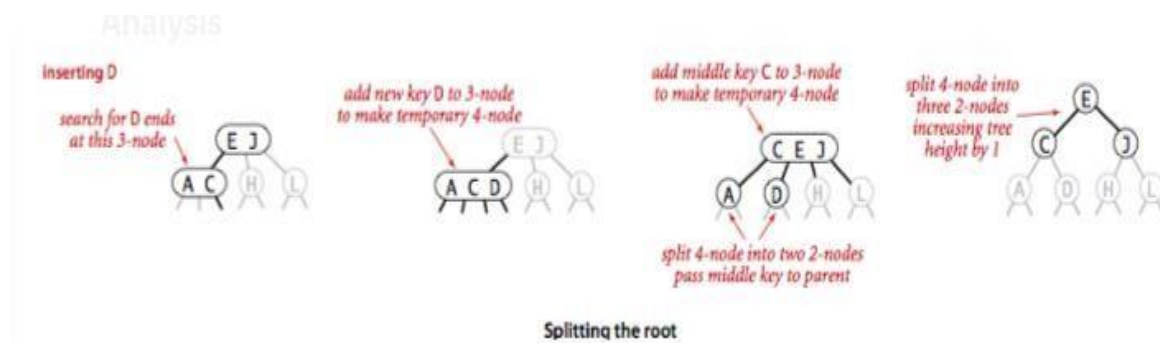 Analysis
inserting D
search for D ends
at this 3-node
E J
A C
H
L
add new key D to 3-node
to make temporary 4-node
E J
A C D
H
L
add middle key C to 3-node
to make temporary 4-node
C E J
A
D
H
L
split 4-node into two 2-nodes
pass middle key to parent
split 4-node into
three 2-nodes
increasing tree
height by 1
E
C
J
A
D
H
L
Splitting the root